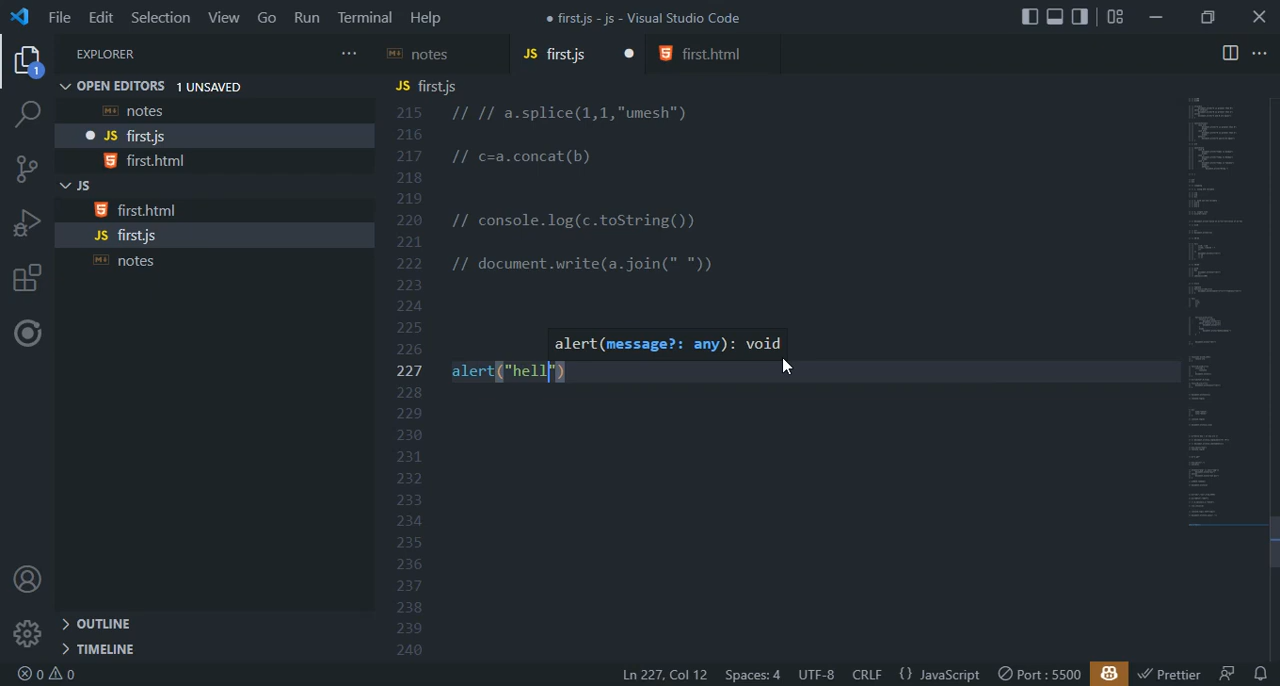 File Edit Selection View Go Run Terminal Help
● first.js - js - Visual Studio Code
EXPLORER
OPEN EDITORS 1 UNSAVED
notes
JS first.js
first.html
JS
first.html
JS first.js
notes
OUTLINE
TIMELINE
1
notes
JS first.js
first.html
JS first.js
215 // // a.splice(1,1,"umesh")
216
217 // c=a.concat(b)
218
219
220 // console.log(c.toString())
221
222 // document.write(a.join(" "))
223
224
225
226
alert(message?: any): void
227 alert("hell")
228
229
230
231
232
233
234
235
236
237
238
239
240
0 0
Ln 227, Col 12 Spaces: 4 UTF-8 CRLF {} JavaScript Port : 5500 Prettier